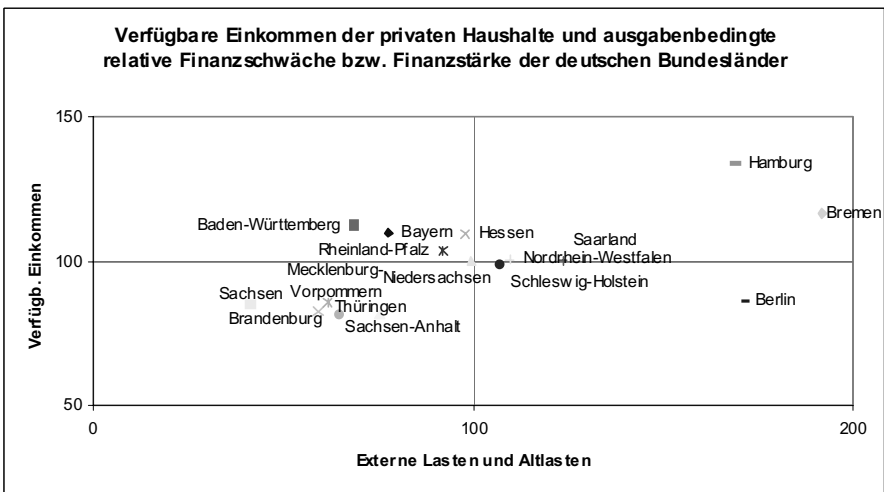 Verfügbare Einkommen der privaten Haushalte und ausgabenbedingte
relative Finanzschwäche bzw. Finanzstärke der deutschen Bundesländer
Verfügb. Einkommen
150
100
50
Hamburg
Bremen
Baden-Württemberg
Bayern
Hessen
Saarland
Rheinland-Pfalz
Nordrhein-Westfalen
Mecklenburg-
Vorpommern
Niedersachsen
Schleswig-Holstein
Sachsen
Thüringen
Berlin
Brandenburg
Sachsen-Anhalt
0
100
200
Externe Lasten und Altlasten